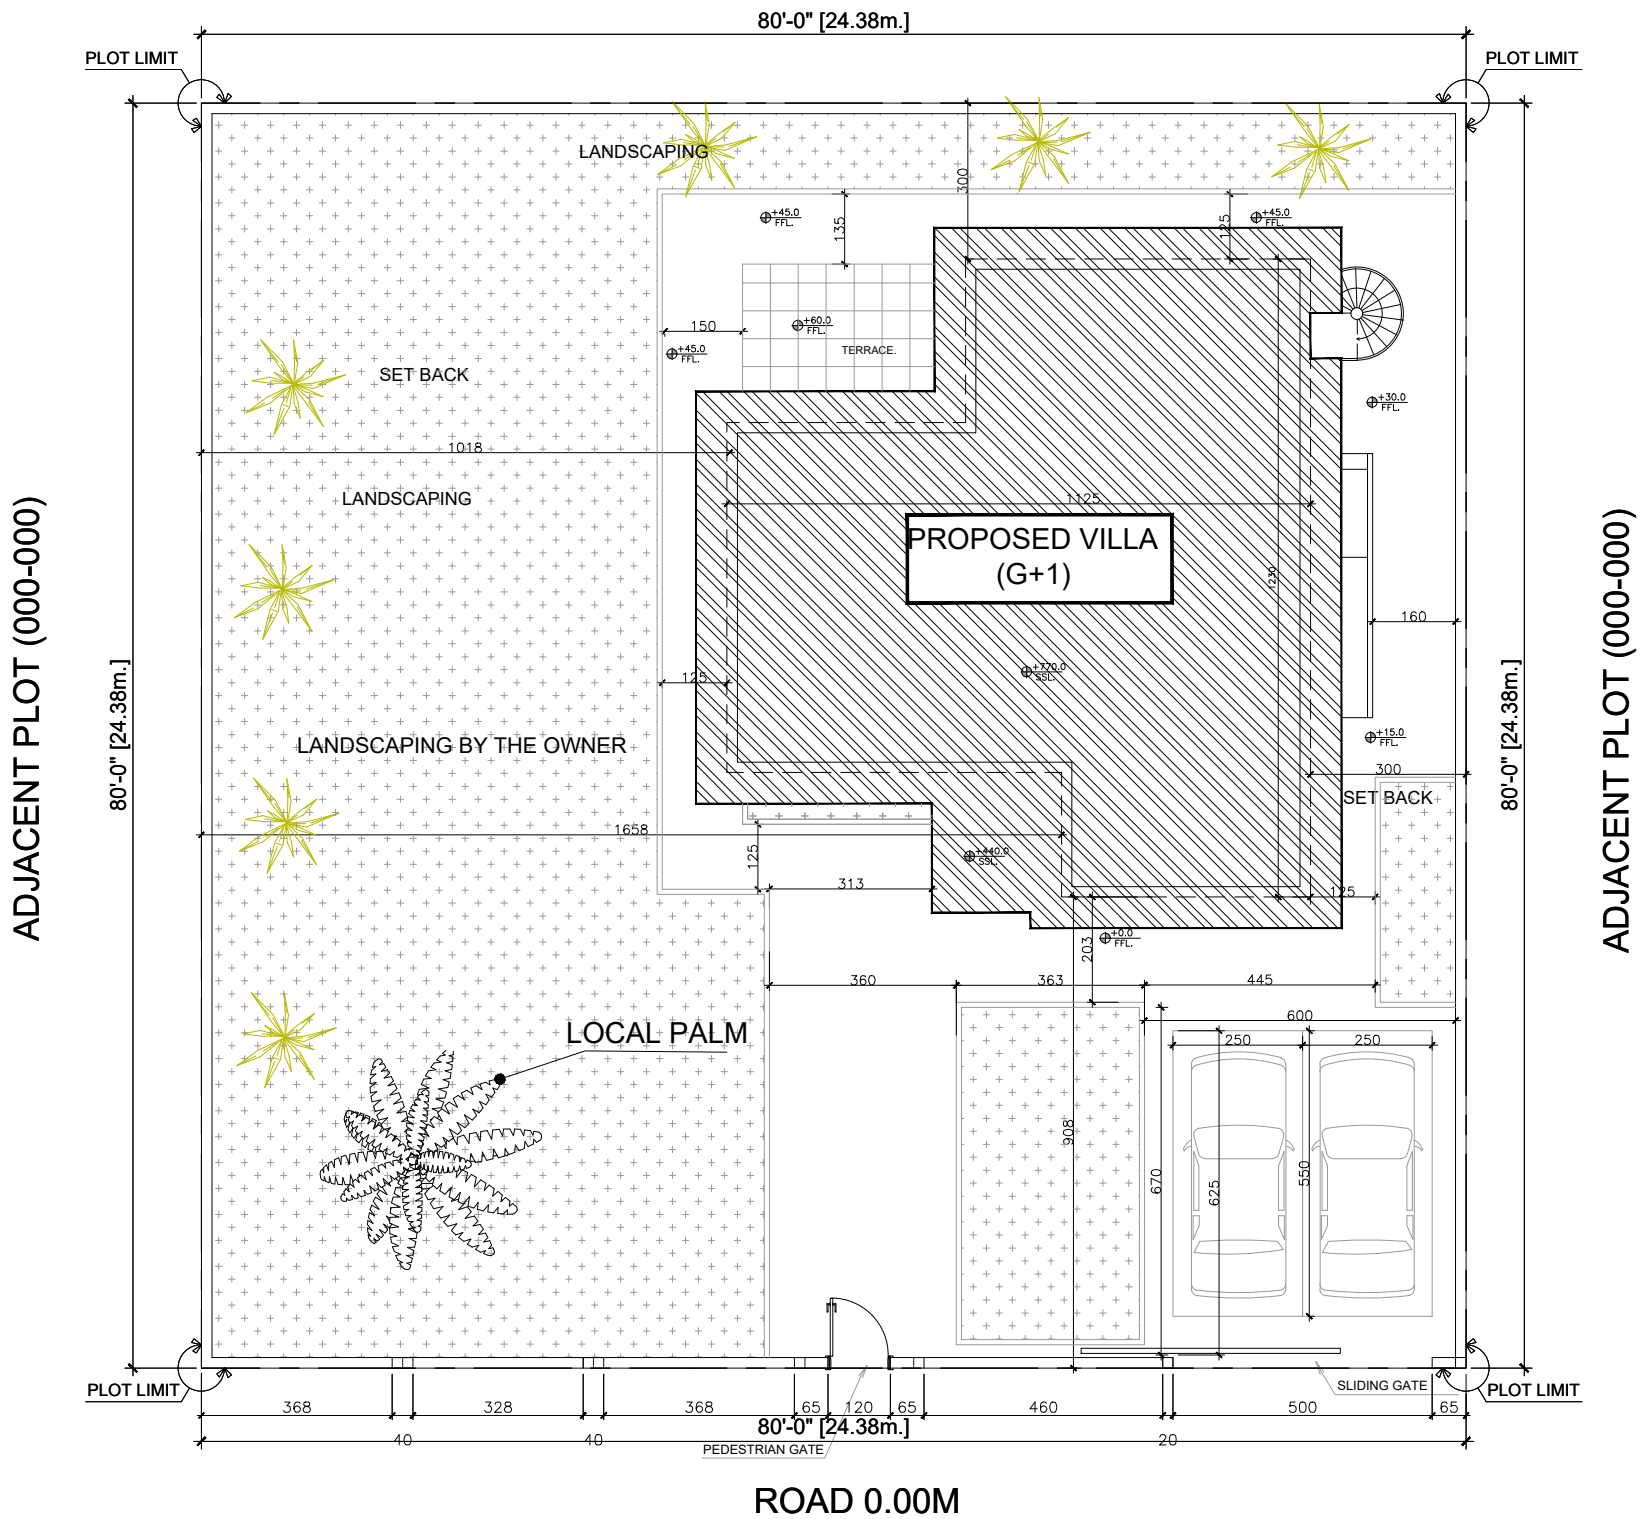 80'-0" [24.38m.]
PLOT LIMIT
PLOT LIMIT
LANDSCAPING
300
+45.0
FFL.
135
125
+45.0
FFL.
150
+60.0
FFL.
+45.0
FFL.
TERRACE.
SET BACK
+30.0
FFL.
1018
LANDSCAPING
1125
PROPOSED VILLA
(G+1)
1230
160
ADJACENT PLOT (000-000)
80'-0" [24.38m.]
80'-0" [24.38m.]
ADJACENT PLOT (000-000)
+770.0
SSL.
125
LANDSCAPING BY THE OWNER
+15.0
FFL.
300
SET BACK
1658
125
+440.0
SSL.
313
125
+0.0
FFL.
203
360
363
445
600
LOCAL PALM
250
250
908
670
625
550
PLOT LIMIT
SLIDING GATE
PLOT LIMIT
368
328
368
65
120
65
460
500
65
80'-0" [24.38m.]
40
40
20
PEDESTRIAN GATE
ROAD 0.00M